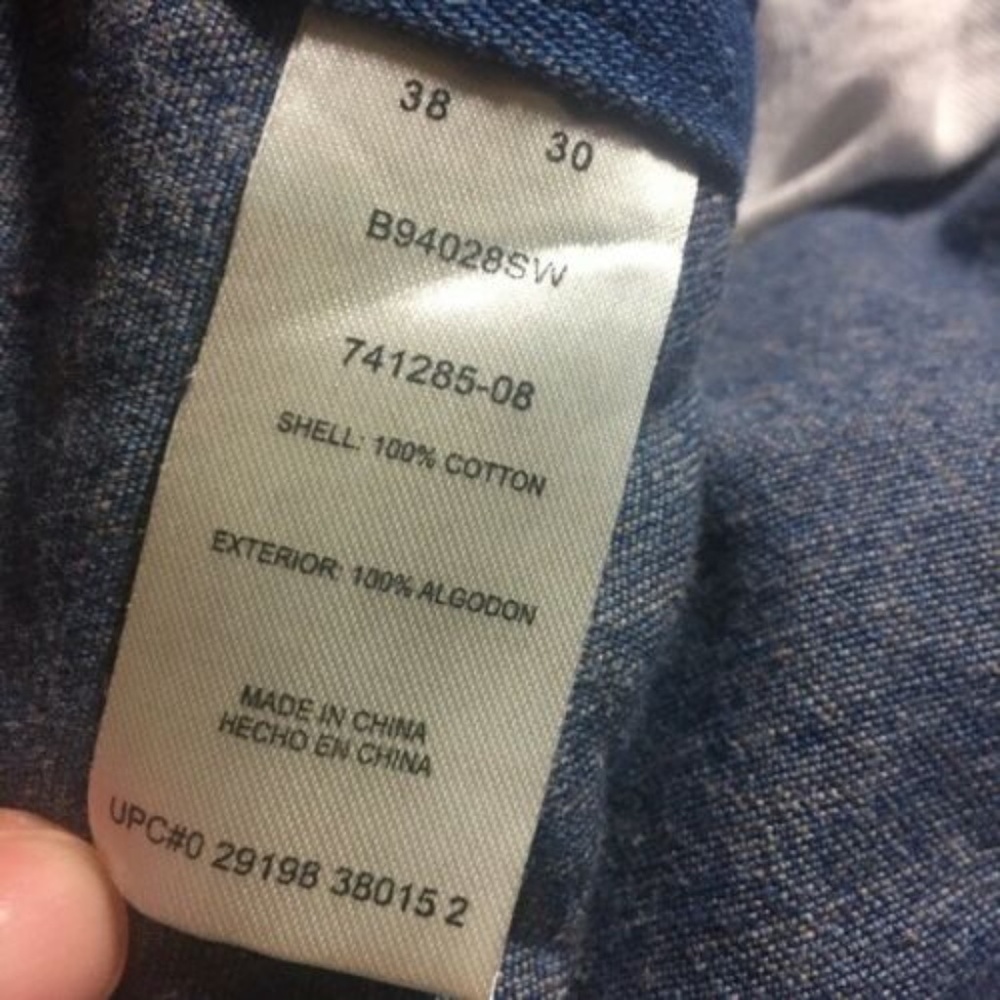 38 30
B94028SW
741285-08
SHELL: 100% COTTON
EXTERIOR: 100% ALGODON
MADE IN CHINA
HECHO EN CHINA
UPC#0 29198 38015 2